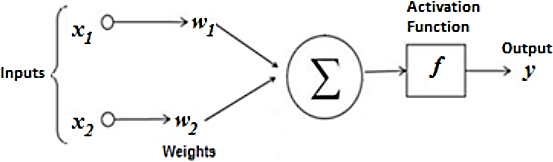 Activation
Function
x₁
w₁
Inputs
Σ
f
Output
y
x₂
w₂
Weights